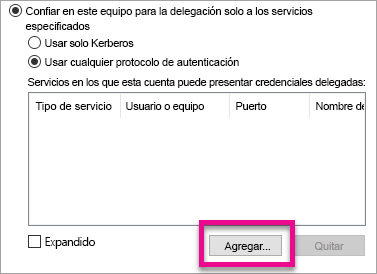 Confiar en este equipo para la delegación solo a los servicios
especificados
Usar solo Kerberos
Usar cualquier protocolo de autenticación
Servicios en los que esta cuenta puede presentar credenciales delegadas:
Tipo de servicio Usuario o equipo Puerto Nombre de
Expandido Agregar... Quitar